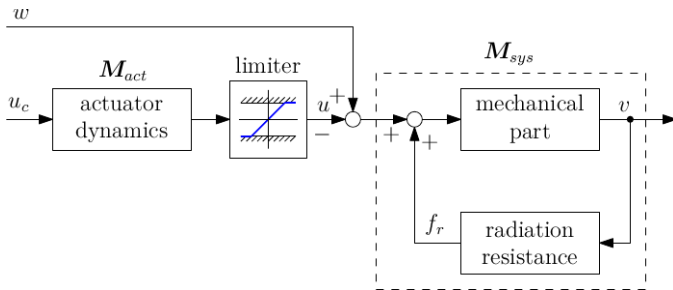 w
M_act
M_sys
limiter
u_c
actuator
dynamics
u
+
−
+
+
mechanical
part
v
f_r
radiation
resistance